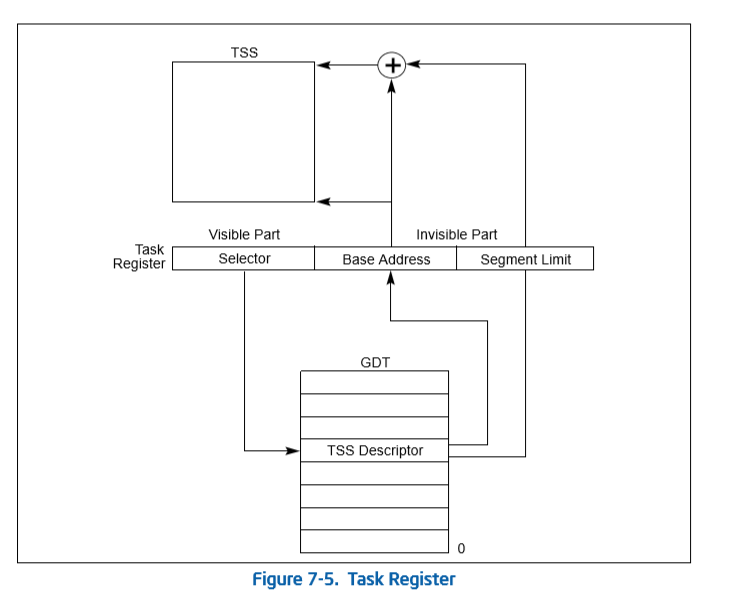 TSS
+
Visible Part
Invisible Part
Task
Register
Selector
Base Address
Segment Limit
GDT
TSS Descriptor
0
Figure 7-5. Task Register